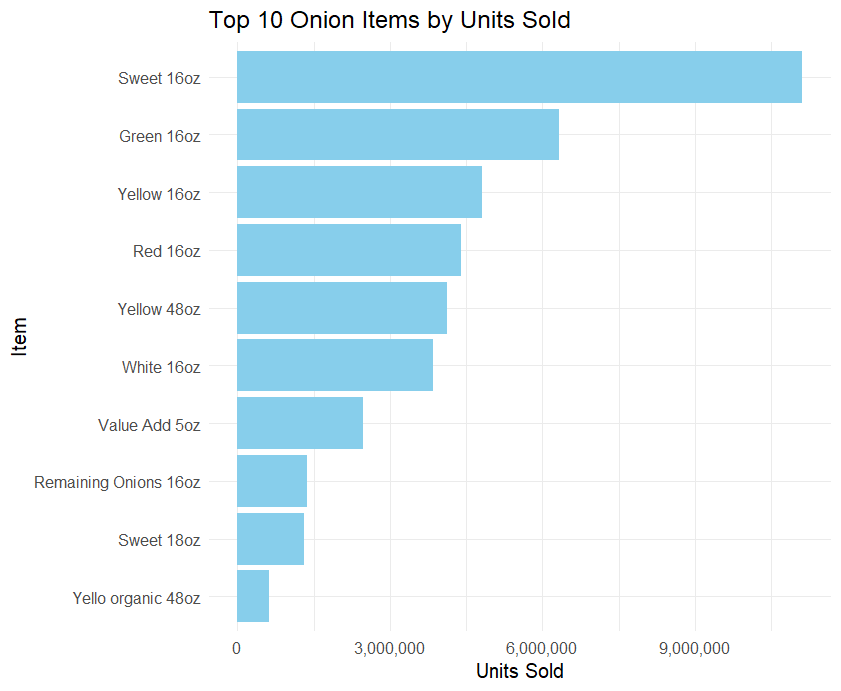 Top 10 Onion Items by Units Sold
Item
Sweet 16oz
Green 16oz
Yellow 16oz
Red 16oz
Yellow 48oz
White 16oz
Value Add 5oz
Remaining Onions 16oz
Sweet 18oz
Yello organic 48oz
0 3,000,000 6,000,000 9,000,000
Units Sold